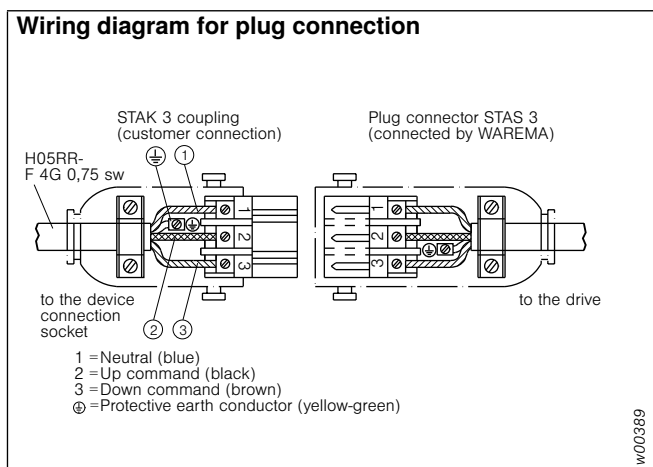 Wiring diagram for plug connection
STAK 3 coupling
(customer connection)
Plug connector STAS 3
(connected by WAREMA)
H05RR-
F 4G 0,75 sw
1
1
2
3
1
2
3
to the device
connection
socket
2
3
to the drive
1 =Neutral (blue)
2 =Up command (black)
3 =Down command (brown)
⏚ =Protective earth conductor (yellow-green)
w00389